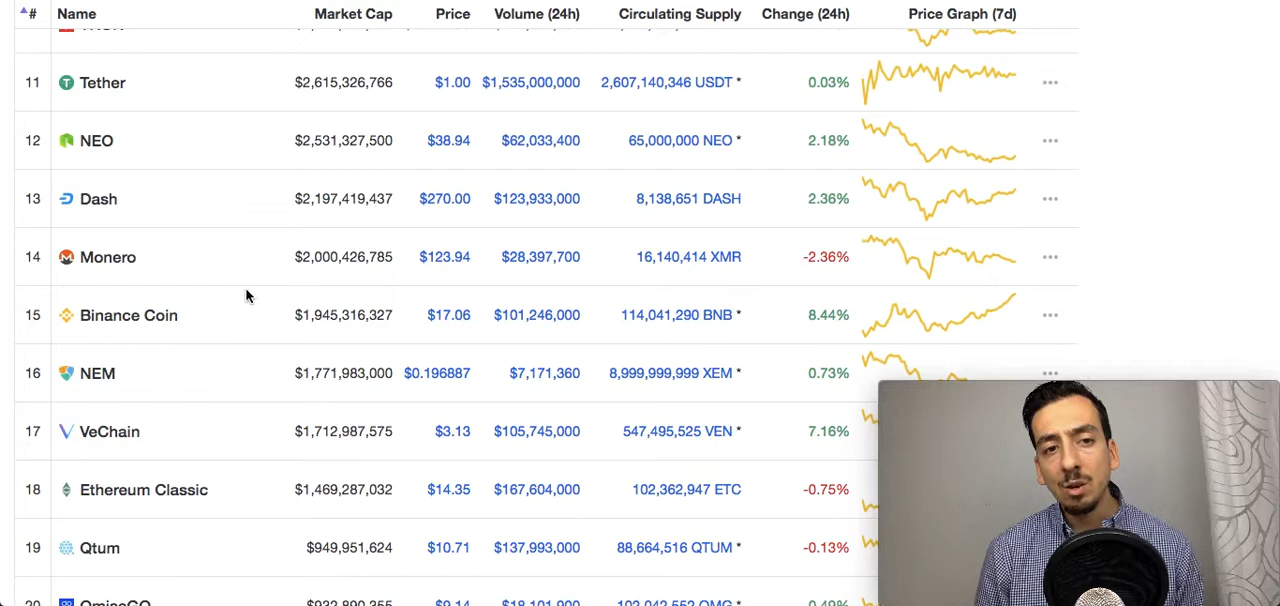 # Name Market Cap Price Volume (24h) Circulating Supply Change (24h) Price Graph (7d)
11 Tether $2,615,326,766 $1.00 $1,535,000,000 2,607,140,346 USDT * 0.03%
12 NEO $2,531,327,500 $38.94 $62,033,400 65,000,000 NEO * 2.18%
13 Dash $2,197,419,437 $270.00 $123,933,000 8,138,651 DASH 2.36%
14 Monero $2,000,426,785 $123.94 $28,397,700 16,140,414 XMR -2.36%
15 Binance Coin $1,945,316,327 $17.06 $101,246,000 114,041,290 BNB * 8.44%
16 NEM $1,771,983,000 $0.196887 $7,171,360 8,999,999,999 XEM * 0.73%
17 VeChain $1,712,987,575 $3.13 $105,745,000 547,495,525 VEN * 7.16%
18 Ethereum Classic $1,469,287,032 $14.35 $167,604,000 102,362,947 ETC -0.75%
19 Qtum $949,951,624 $10.71 $137,993,000 88,664,516 QTUM * -0.13%